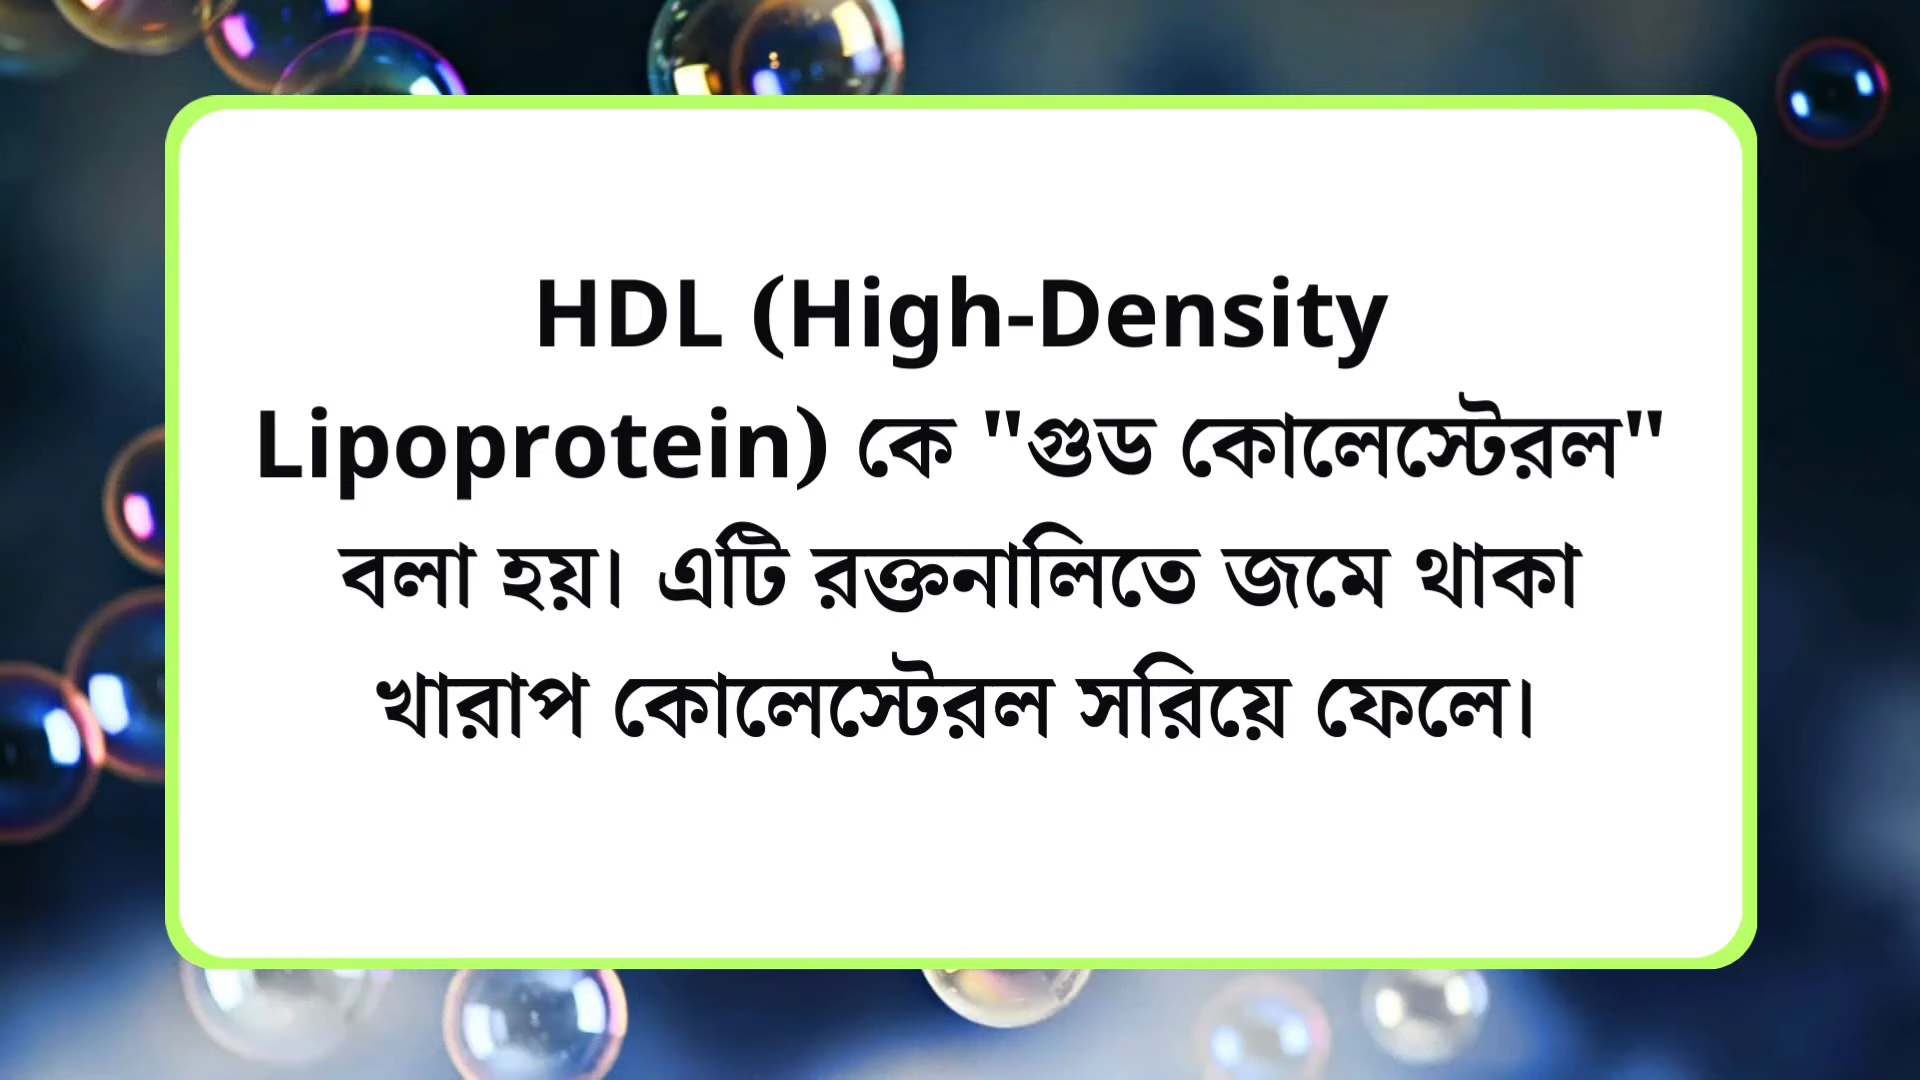 HDL (High-Density
Lipoprotein) কে "গুড কোলেস্টেরল"
বলা হয়। এটি রক্তনালিতে জমে থাকা
খারাপ কোলেস্টেরল সরিয়ে ফেলে।